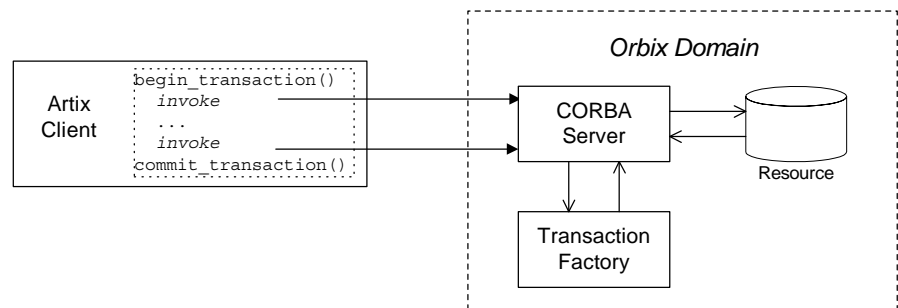 Orbix Domain
Artix
Client
begin_transaction()
invoke
...
invoke
commit_transaction()
CORBA
Server
Resource
Transaction
Factory